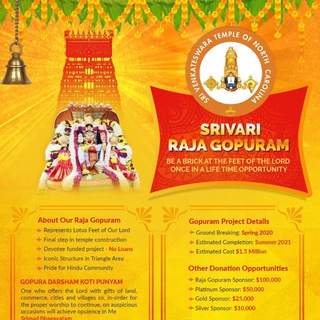 SRI VENKATESWARA TEMPLE OF NORTH CAROLINA
SRIVARI
RAJA GOPURAM
BE A BRICK AT THE FEET OF THE LORD
ONCE IN A LIFE TIME OPPORTUNITY
About Our Raja Gopuram
Represents Lotus Feet of Our Lord
Final step in temple construction
Devotee funded project - No Loans
Iconic Structure in Triangle Area
Pride for Hindu Community
GOPURA DARSHAM KOTI PUNYAM
One who offers the Lord with gifts of land,
commerce, cities and villages so, in-order for
the proper worship to continue, on auspicious
occasions will achieve opulence in Me
Srimad Bhagavatam
Gopuram Project Details
Ground Breaking: Spring 2020
Estimated Completion: Summer 2021
Estimated Cost $1.5 Million
Other Donation Opportunities
Raja Gopuram Sponsor: $100,000
Platinum Sponsor: $50,000
Gold Sponsor: $25,000
Silver Sponsor: $10,000